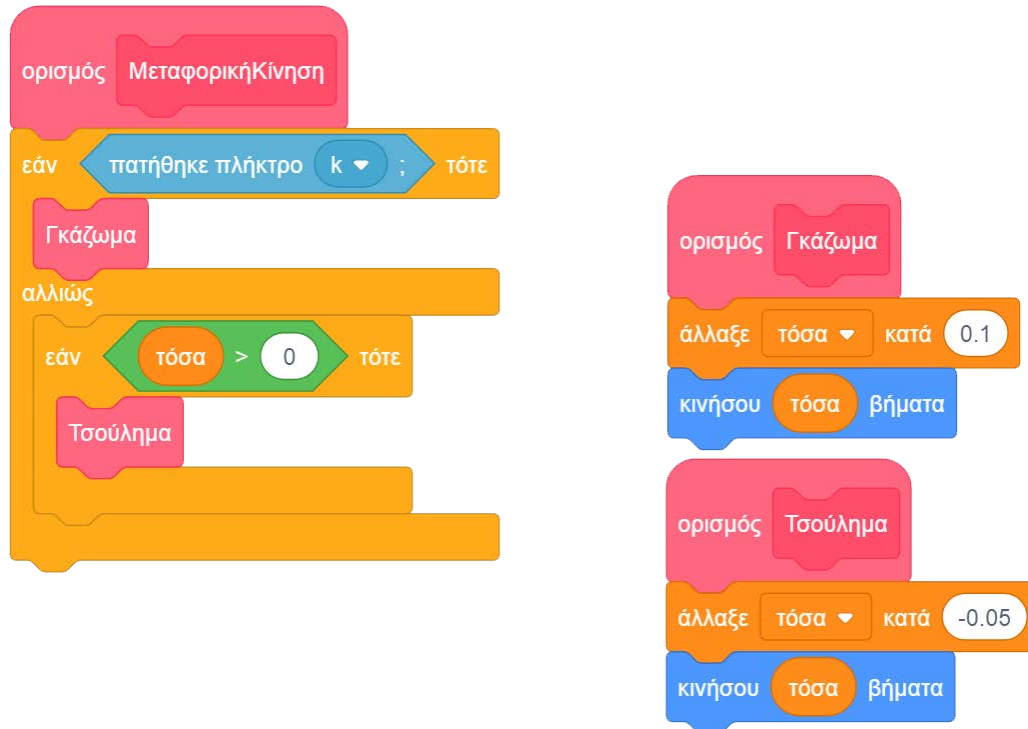 ορισμός ΜεταφορικήΚίνηση
εάν πατήθηκε πλήκτρο k ; τότε
Γκάζωμα
αλλιώς
εάν τόσα > 0 τότε
Τσούλημα
ορισμός Γκάζωμα
άλλαξε τόσα κατά 0.1
κινήσου τόσα βήματα
ορισμός Τσούλημα
άλλαξε τόσα κατά -0.05
κινήσου τόσα βήματα